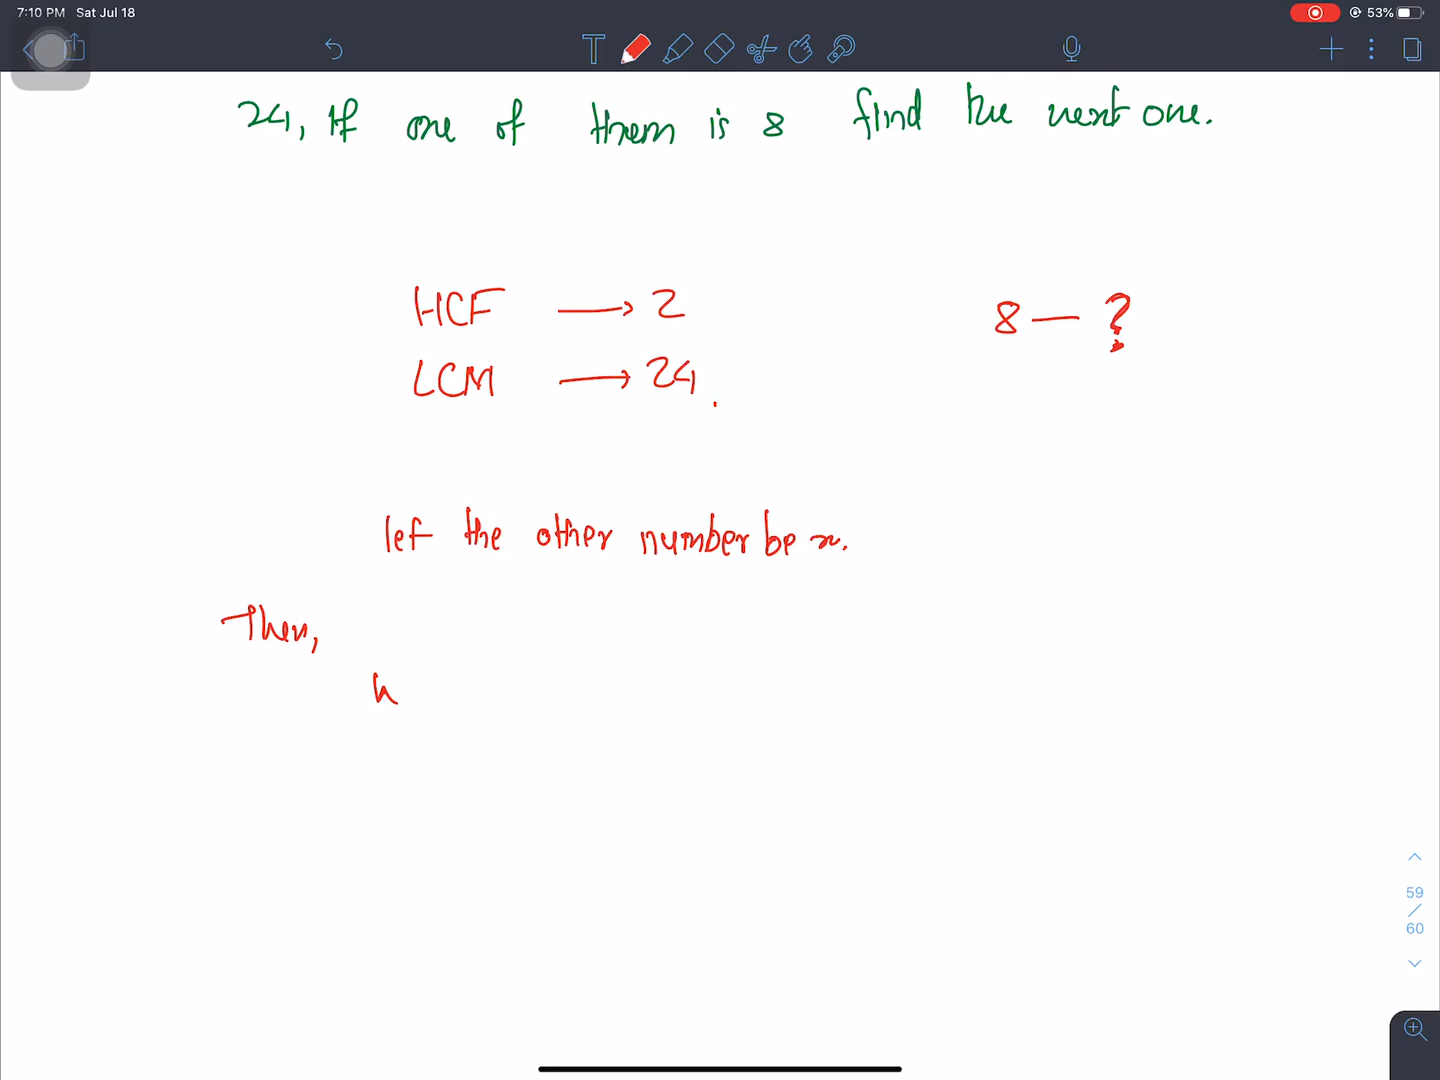 7:10 PM Sat Jul 18
53%
24, If one of them is 8 find the next one.
HCF → 2
8 — ?
LCM → 24.
let the other number be x.
Then,
59
/
60